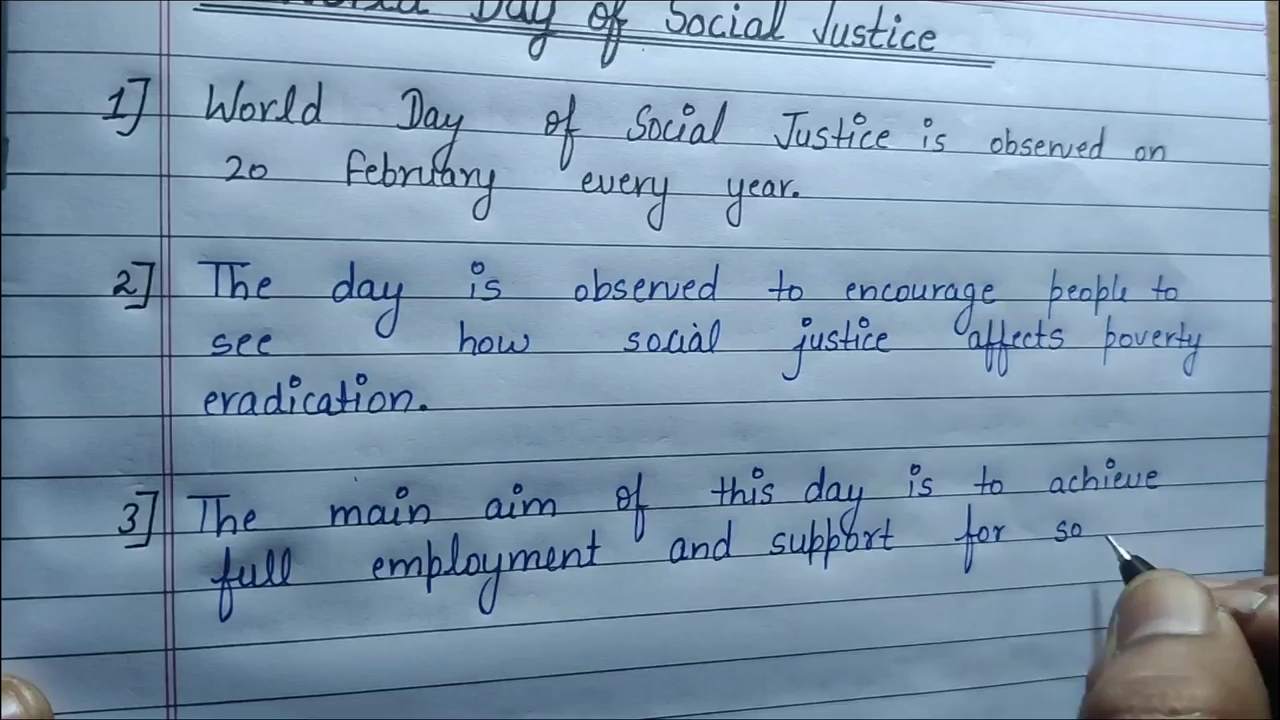 World Day of Social Justice
1] World Day of Social Justice is observed on
20 February every year.
2] The day is observed to encourage people to
see how social justice affects poverty
eradication.
3] The main aim of this day is to achieve
full employment and support for so